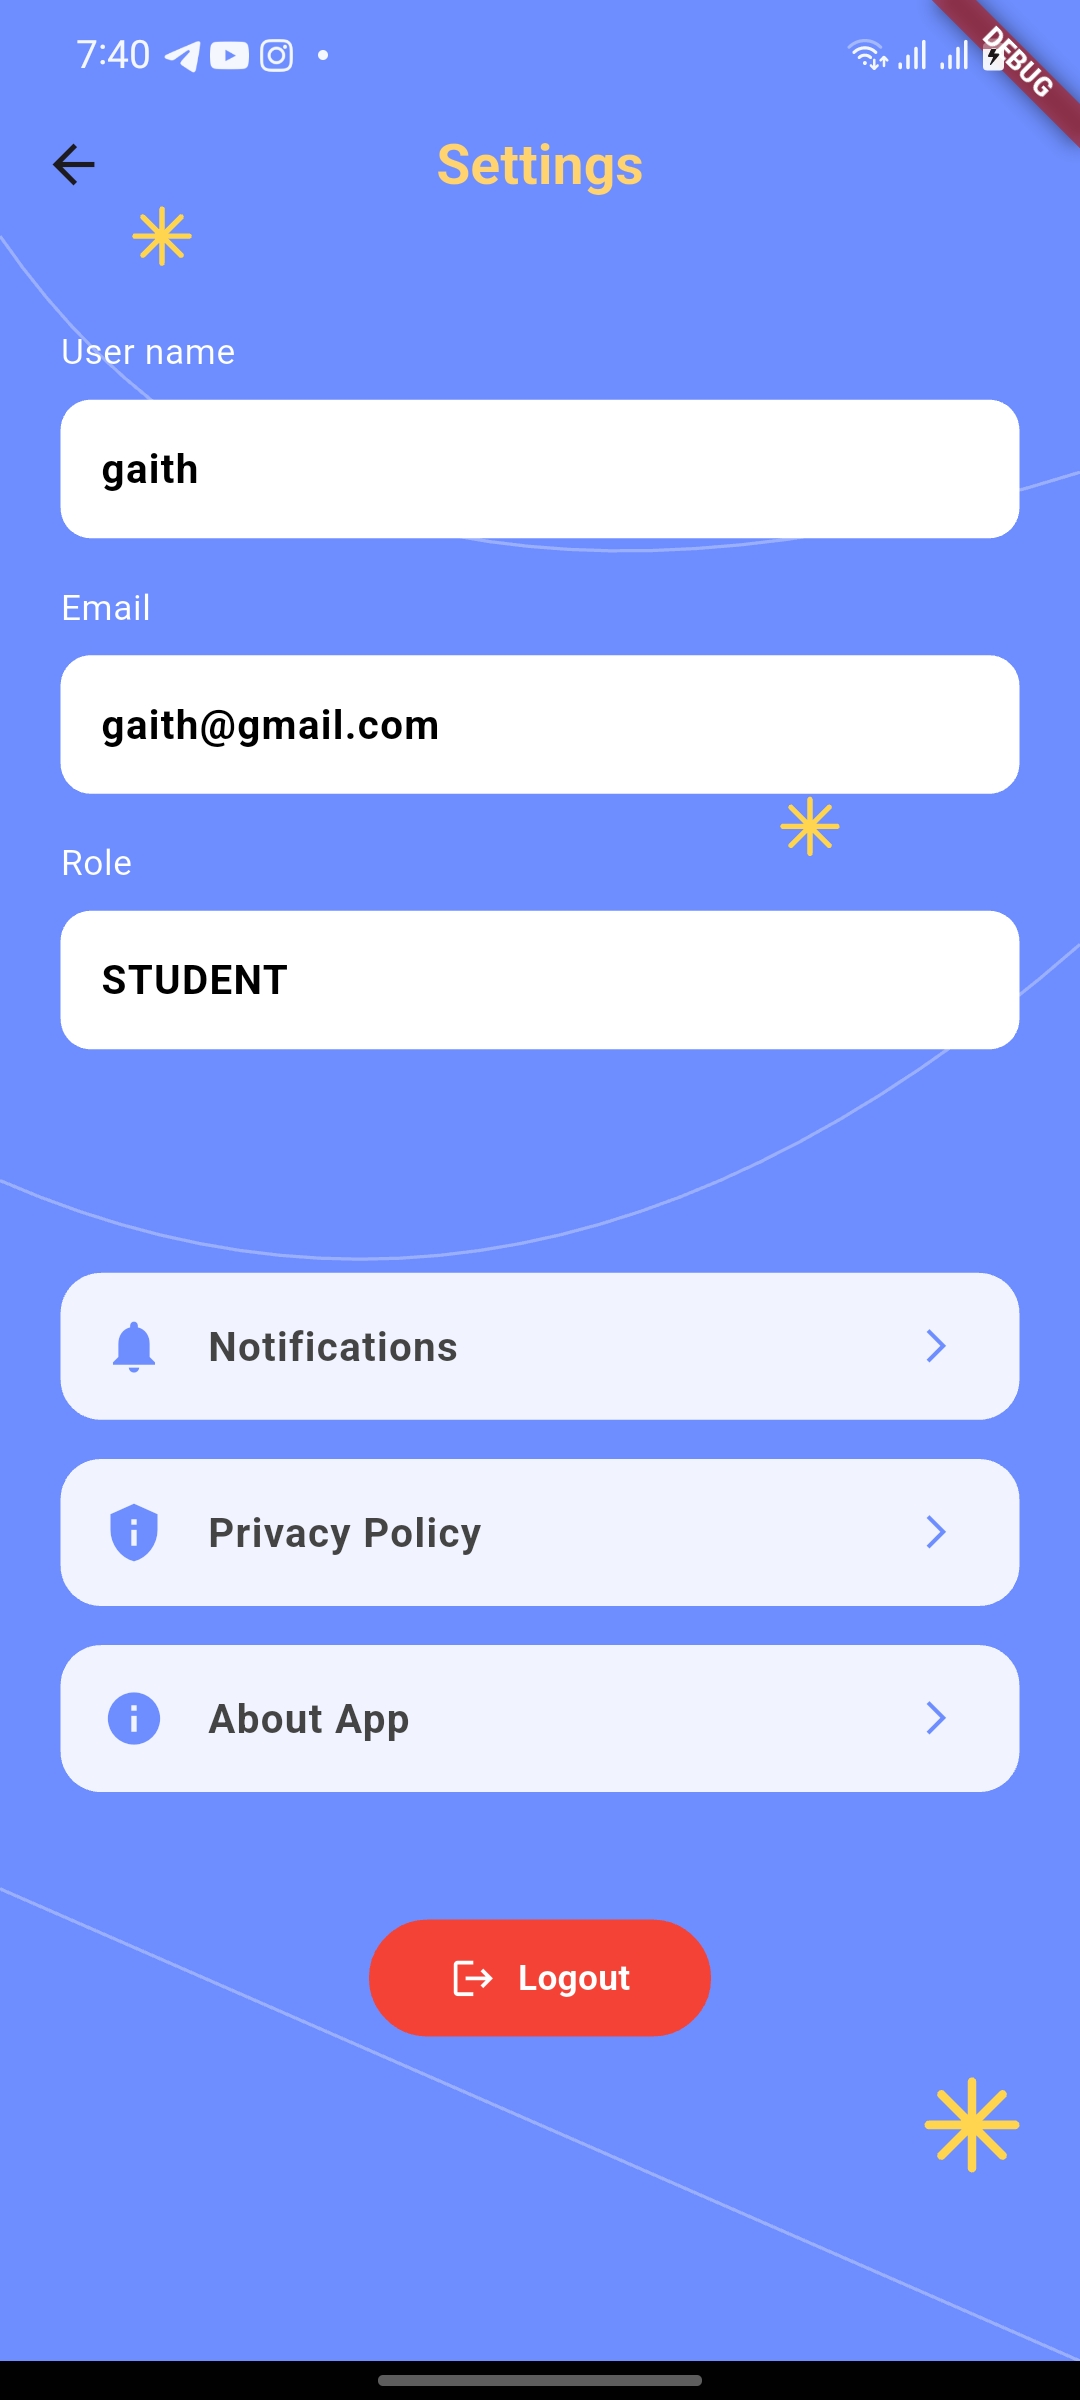 7:40
DEBUG
Settings
User name
gaith
Email
gaith@gmail.com
Role
STUDENT
Notifications
Privacy Policy
About App
Logout